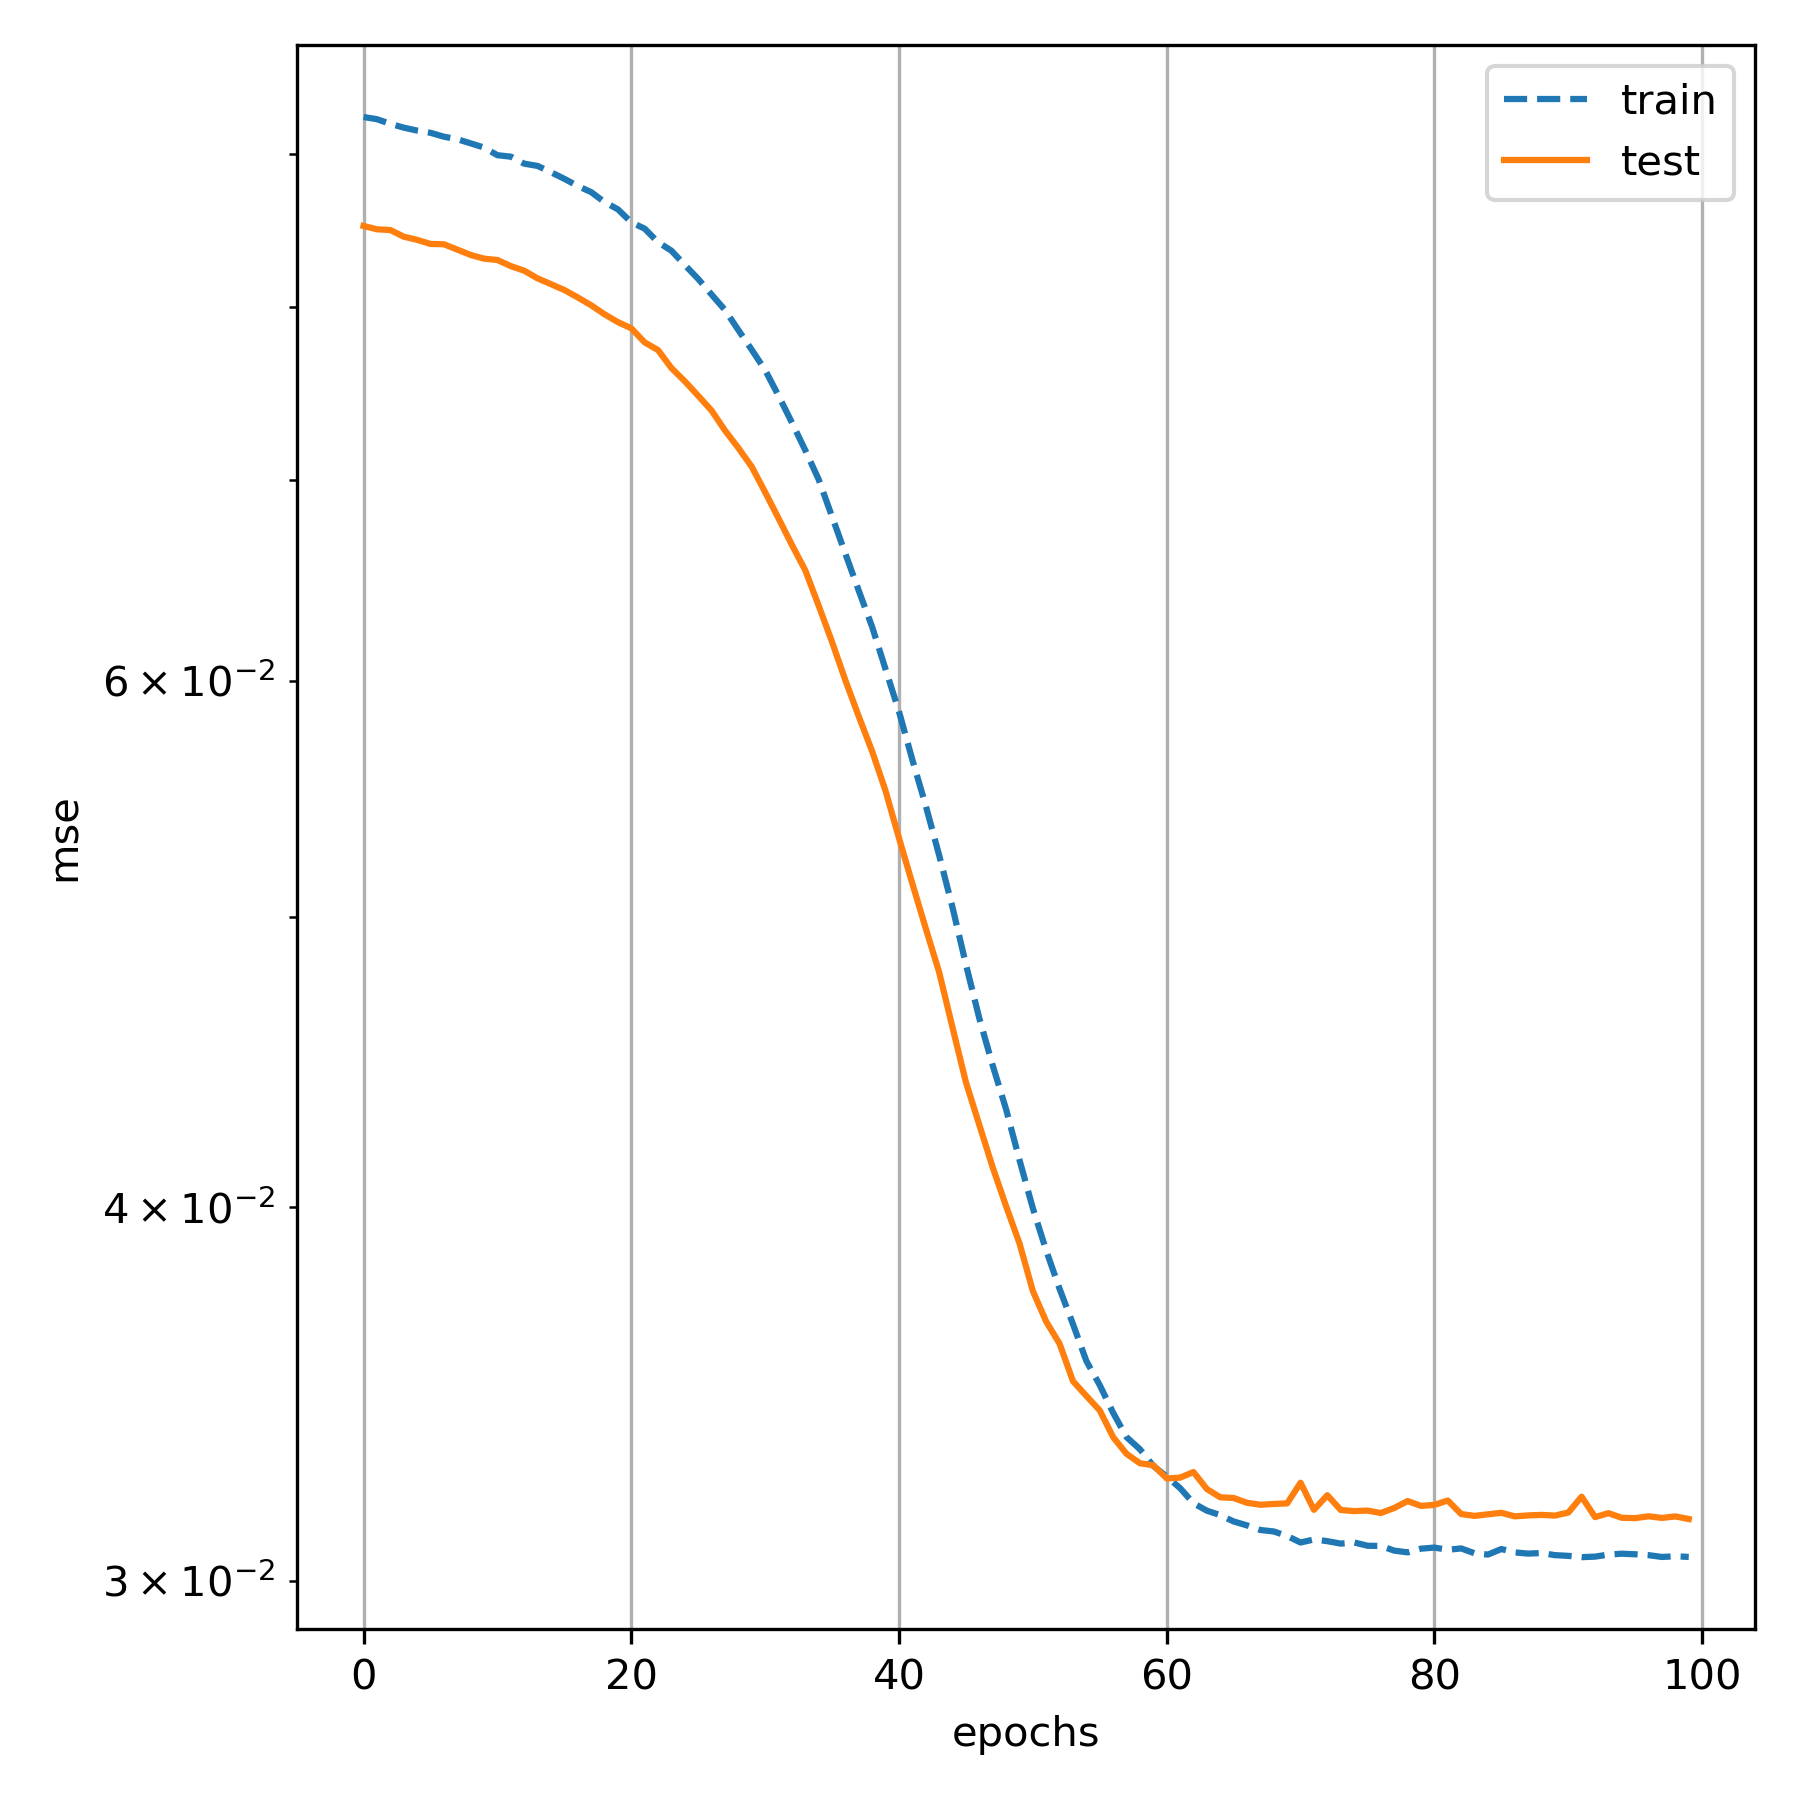 train
test
6 × 10⁻²
4 × 10⁻²
3 × 10⁻²
mse
0 20 40 60 80 100
epochs